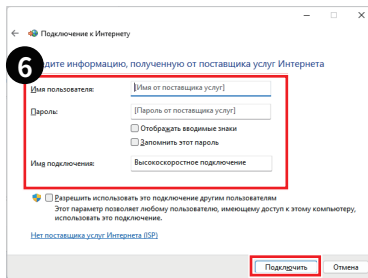 Подключение к Интернету
6
дите информацию, полученную от поставщика услуг Интернета
Имя пользователя: [Имя от поставщика услуг]
Пароль: [Пароль от поставщика услуг]
Отображать вводимые знаки
Запомнить этот пароль
Имя подключения: Высокоскоростное подключение
Разрешить использовать это подключение другим пользователям
Этот параметр позволяет любому пользователю, имеющему доступ к этому компьютеру,
использовать это подключение.
Нет поставщика услуг Интернета (ISP)
Подключить Отмена